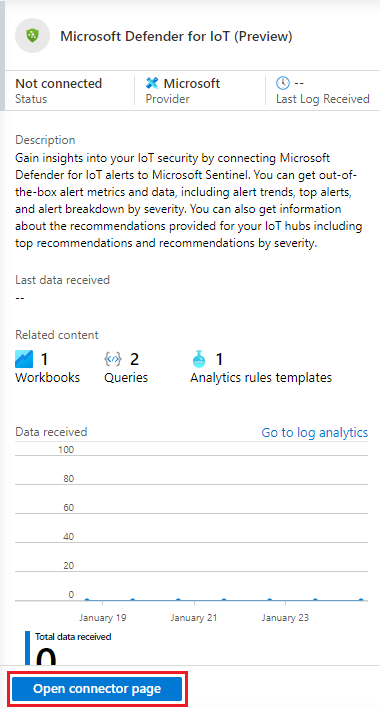 Microsoft Defender for IoT (Preview)
Not connected
Status
Microsoft
Provider
--
Last Log Received
Description
Gain insights into your IoT security by connecting Microsoft
Defender for IoT alerts to Microsoft Sentinel. You can get out-of-
the-box alert metrics and data, including alert trends, top alerts,
and alert breakdown by severity. You can also get information
about the recommendations provided for your IoT hubs including
top recommendations and recommendations by severity.
Last data received
--
Related content
1
Workbooks
2
Queries
1
Analytics rules templates
Data received
Go to log analytics
100
80
60
40
20
0
January 19
January 21
January 23
Total data received
0
Open connector page